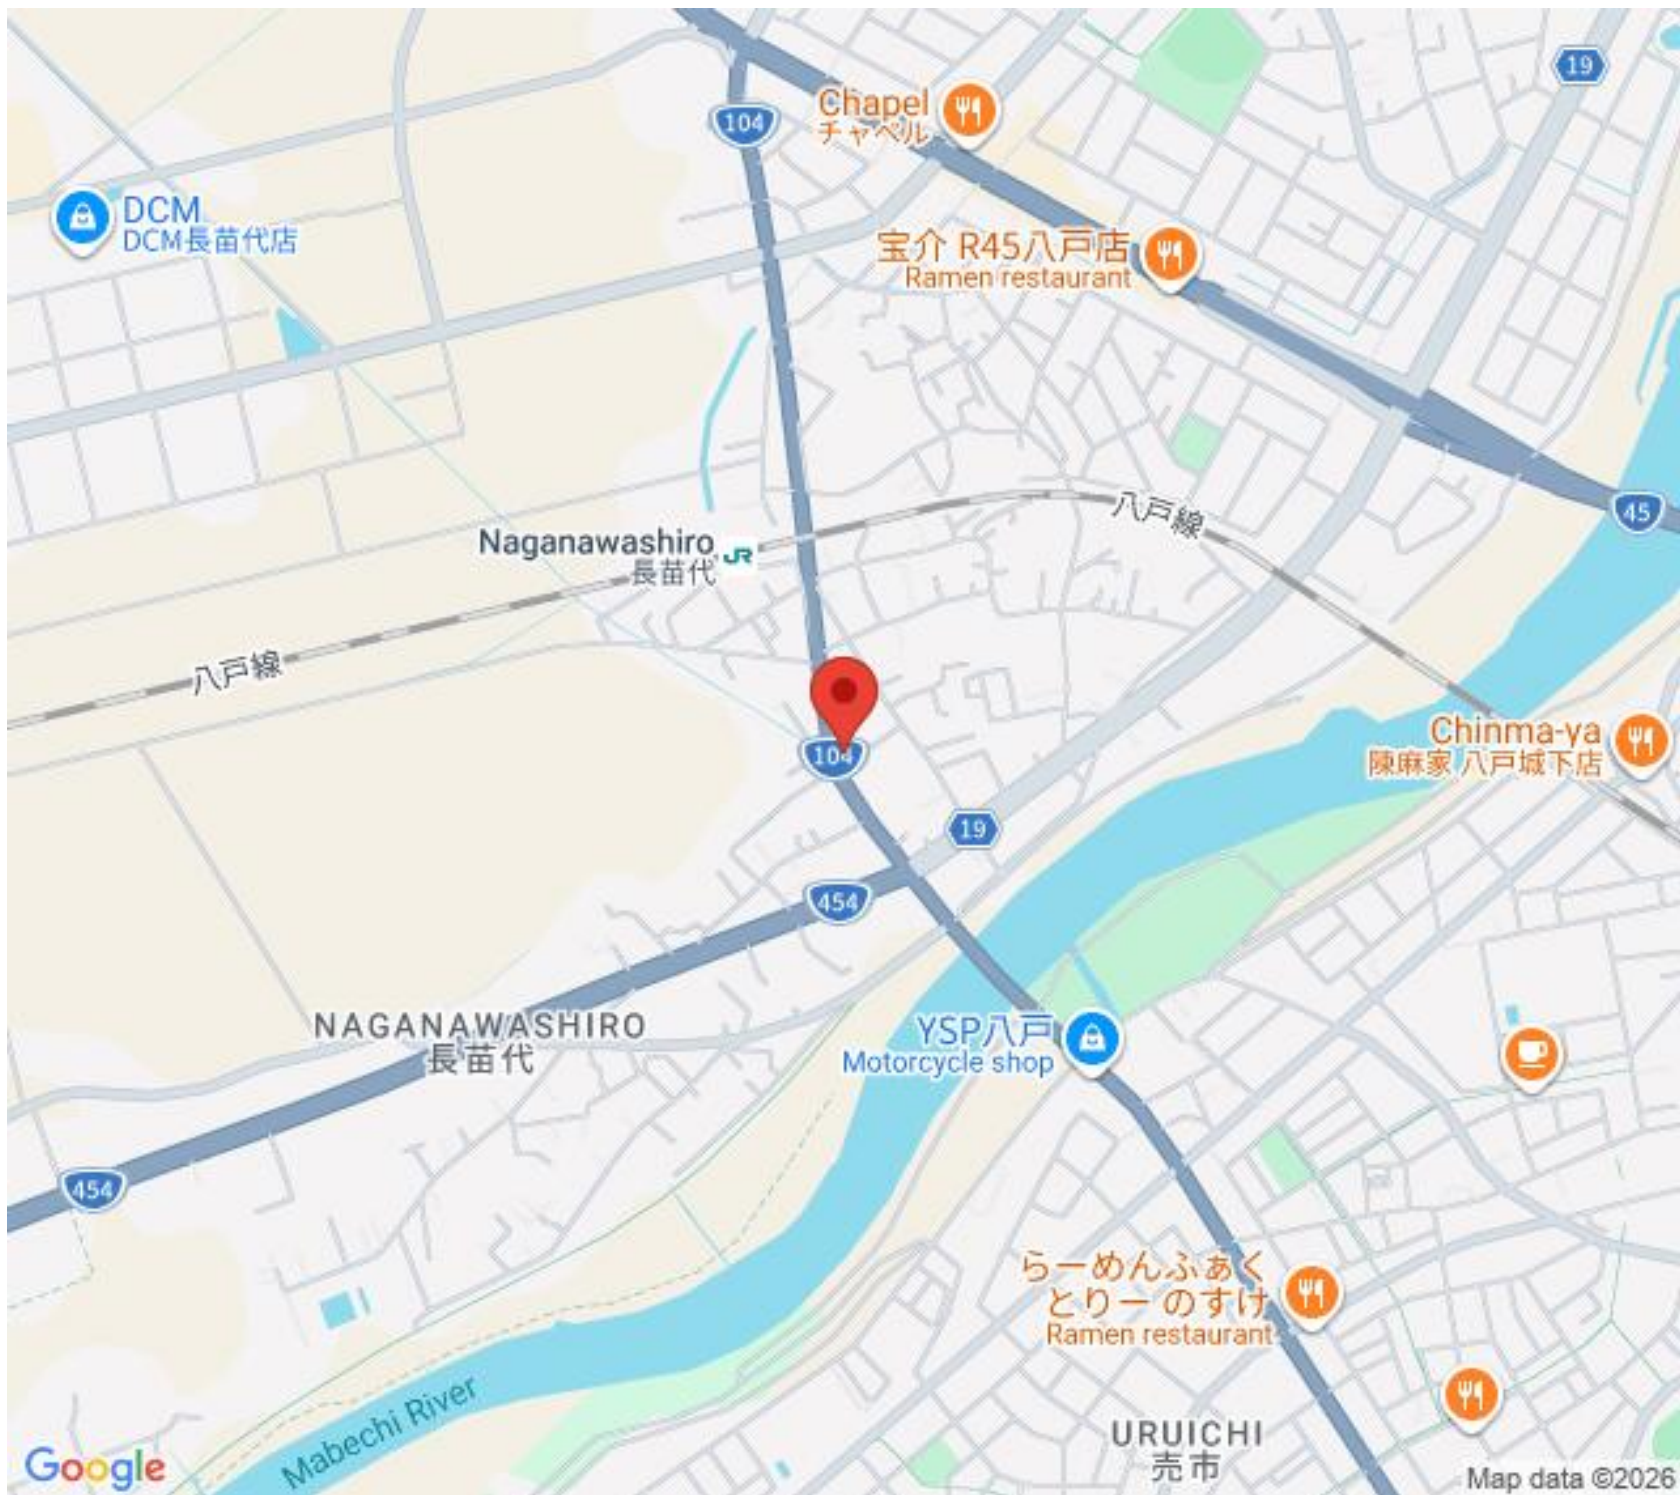 19
104
Chapel
チャペル
DCM
DCM長苗代店
宝介 R45八戸店
Ramen restaurant
八戸線
45
Naganawashiro
長苗代
JR
八戸線
Chinma-ya
陳麻家 八戸城下店
104
19
454
NAGANAWASHIRO
長苗代
YSP八戸
Motorcycle shop
454
らーめんふぁく
とりー のすけ
Ramen restaurant
Mabechi River
URUICHI
売市
Google
Map data ©2026